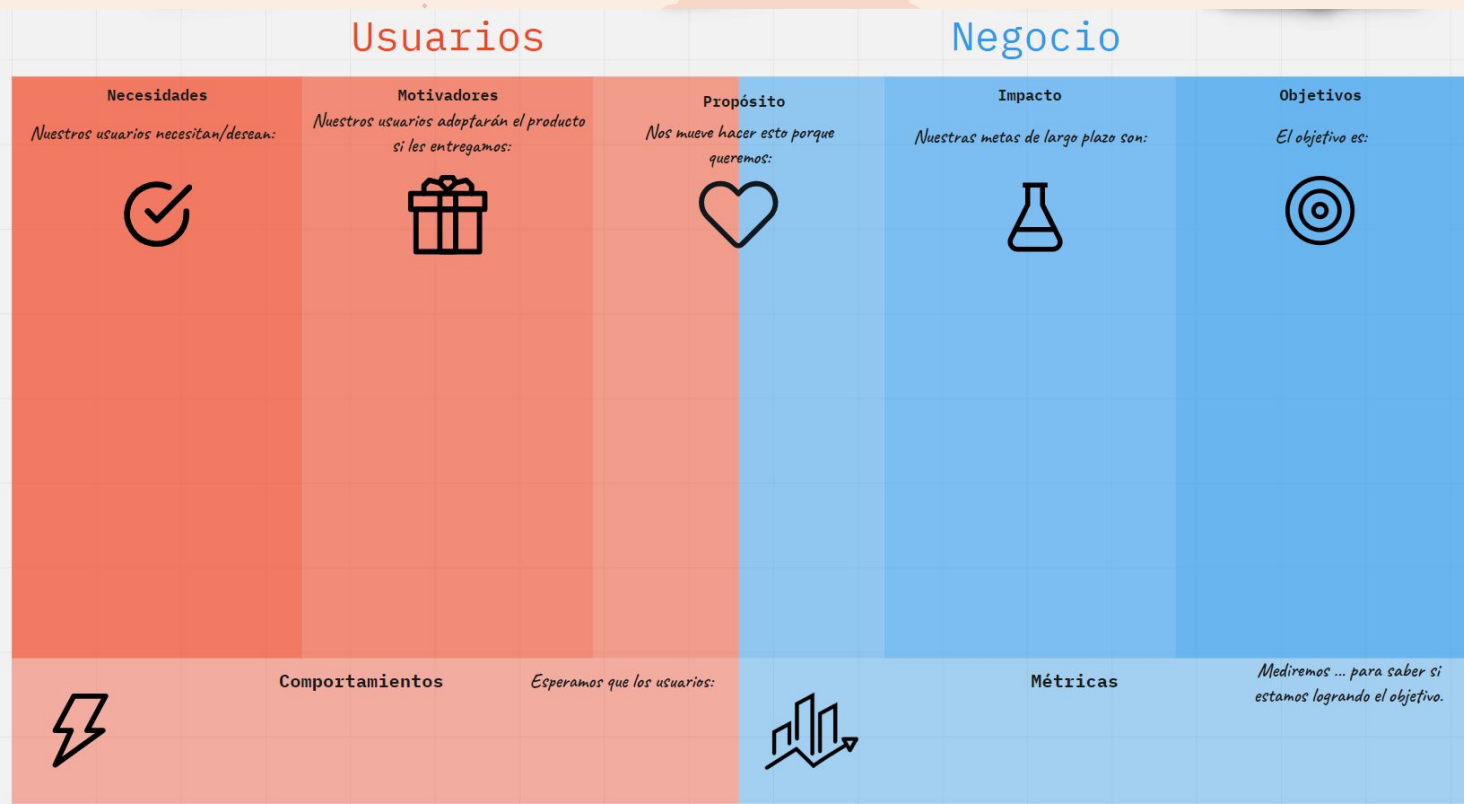 Usuarios
Negocio
Necesidades
Nuestros usuarios necesitan/desean:
Motivadores
Nuestros usuarios adoptarán el producto
si les entregamos:
Propósito
Nos mueve hacer esto porque
queremos:
Impacto
Nuestras metas de largo plazo son:
Objetivos
El objetivo es:
Comportamientos
Esperamos que los usuarios:
Métricas
Mediremos ... para saber si
estamos logrando el objetivo.